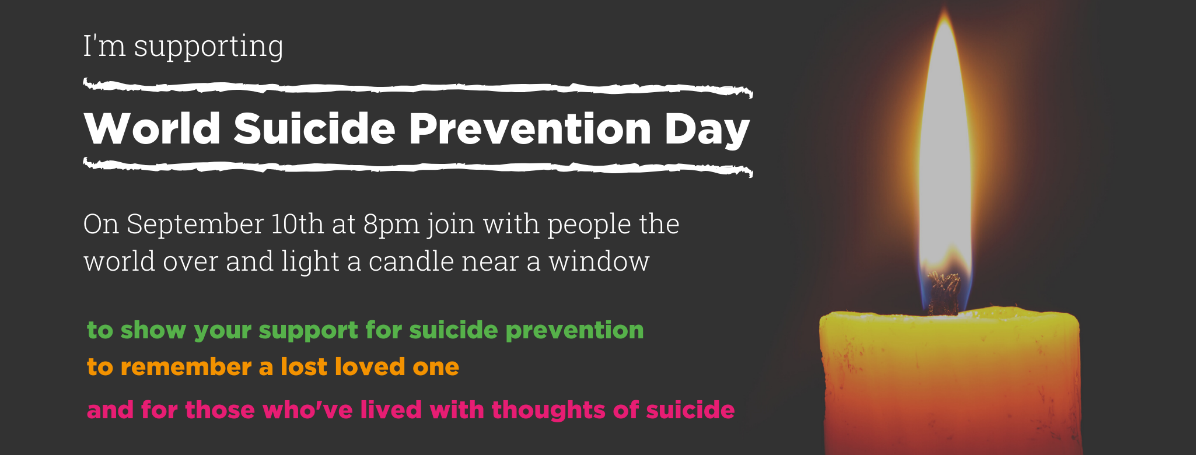 I'm supporting
World Suicide Prevention Day
On September 10th at 8pm join with people the
world over and light a candle near a window
to show your support for suicide prevention
to remember a lost loved one
and for those who've lived with thoughts of suicide